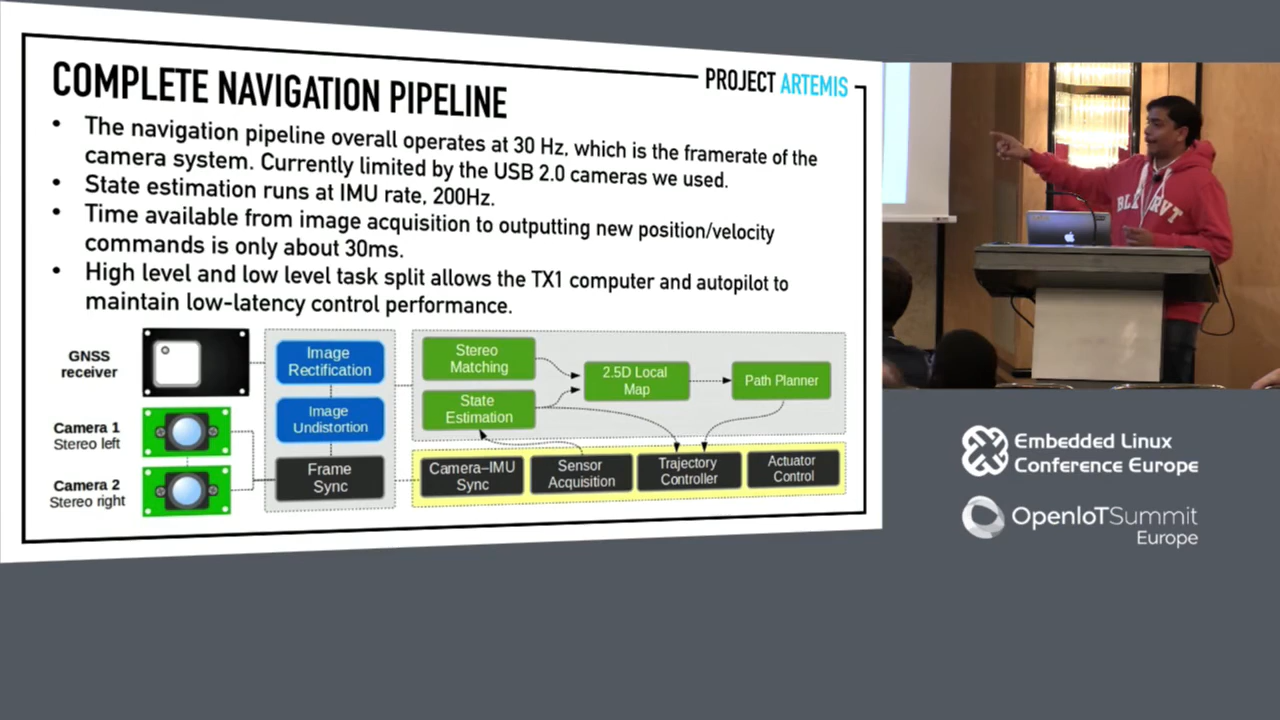 COMPLETE NAVIGATION PIPELINE
PROJECT ARTEMIS
• The navigation pipeline overall operates at 30 Hz, which is the framerate of the
camera system. Currently limited by the USB 2.0 cameras we used.
• State estimation runs at IMU rate, 200Hz.
• Time available from image acquisition to outputting new position/velocity
commands is only about 30ms.
• High level and low level task split allows the TX1 computer and autopilot to
maintain low-latency control performance.
GNSS
receiver
Camera 1
Stereo left
Camera 2
Stereo right
Image
Rectification
Image
Undistortion
Frame
Sync
Stereo
Matching
State
Estimation
2.5D Local
Map
Path Planner
Camera–IMU
Sync
Sensor
Acquisition
Trajectory
Controller
Actuator
Control
Embedded Linux
Conference Europe
OpenIoTSummit
Europe